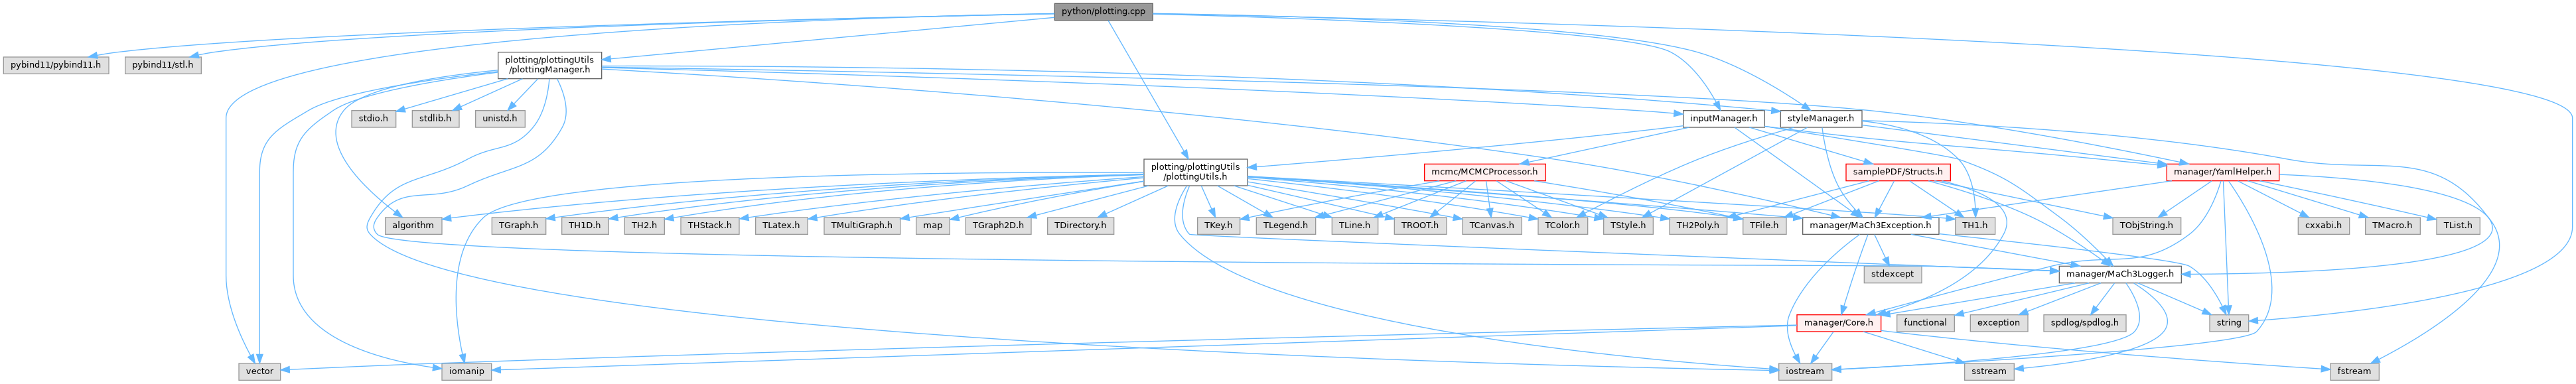 python/plotting.cpp
pybind11/pybind11.h
pybind11/stl.h
plotting/plottingUtils
/plottingManager.h
stdio.h
stdlib.h
unistd.h
inputManager.h
styleManager.h
plotting/plottingUtils
/plottingUtils.h
mcmc/MCMCProcessor.h
samplePDF/Structs.h
manager/YamlHelper.h
algorithm
TGraph.h
TH1D.h
TH2.h
THStack.h
TLatex.h
TMultiGraph.h
map
TGraph2D.h
TDirectory.h
TKey.h
TLegend.h
TLine.h
TROOT.h
TCanvas.h
TColor.h
TStyle.h
TH2Poly.h
TFile.h
manager/MaCh3Exception.h
TH1.h
TObjString.h
cxxabi.h
TMacro.h
TList.h
stdexcept
manager/MaCh3Logger.h
manager/Core.h
functional
exception
spdlog/spdlog.h
string
vector
iomanip
iostream
sstream
fstream